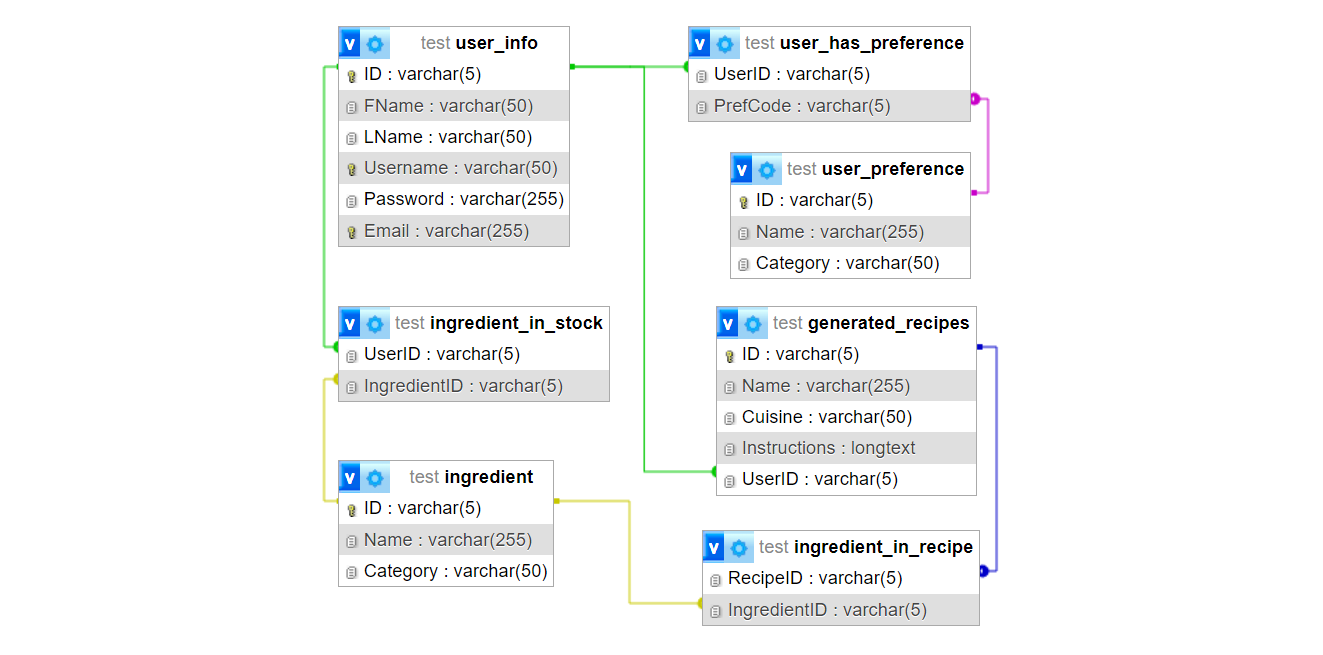 v test user_info
ID : varchar(5)
FName : varchar(50)
LName : varchar(50)
Username : varchar(50)
Password : varchar(255)
Email : varchar(255)
v test user_has_preference
UserID : varchar(5)
PrefCode : varchar(5)
v test user_preference
ID : varchar(5)
Name : varchar(255)
Category : varchar(50)
v test ingredient_in_stock
UserID : varchar(5)
IngredientID : varchar(5)
v test generated_recipes
ID : varchar(5)
Name : varchar(255)
Cuisine : varchar(50)
Instructions : longtext
UserID : varchar(5)
v test ingredient
ID : varchar(5)
Name : varchar(255)
Category : varchar(50)
v test ingredient_in_recipe
RecipeID : varchar(5)
IngredientID : varchar(5)